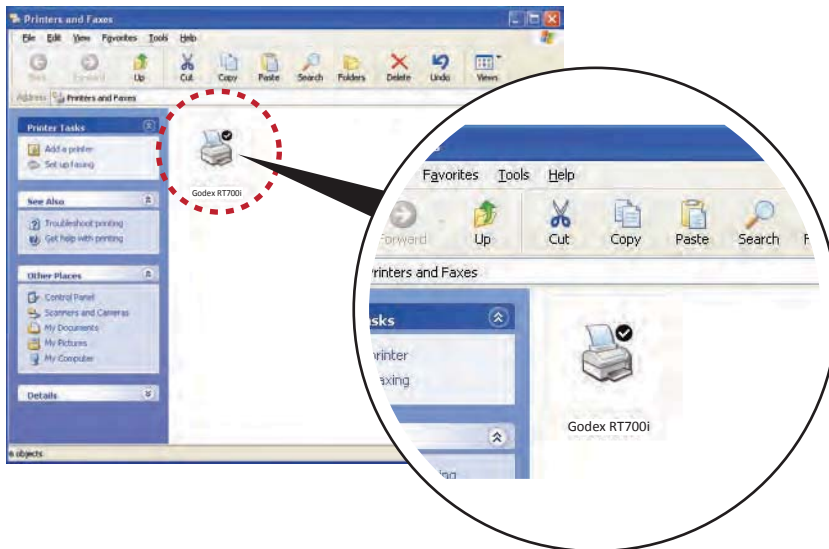 Printers and Faxes
File Edit View Favorites Tools Help
Back Forward Up Cut Copy Paste Search Folders Delete Undo Views
Address Printers and Faxes
Printer Tasks
Add a printer
Set up faxing
See Also
Troubleshoot printing
Get help with printing
Other Places
Control Panel
Scanners and Cameras
My Documents
My Pictures
My Computer
Details
6 objects
Godex RT700i
Favorites Tools Help
Forward Up Cut Copy Paste Search F
rinters and Faxes
sks
rinter
axing
Godex RT700i